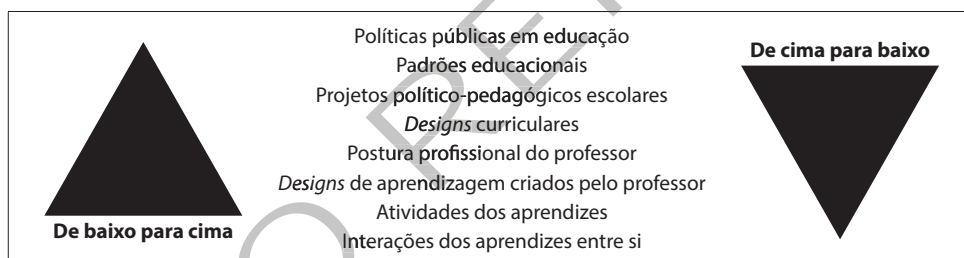 Políticas públicas em educação
Padrões educacionais
Projetos político-pedagógicos escolares
Designs curriculares
Postura profissional do professor
Designs de aprendizagem criados pelo professor
Atividades dos aprendizes
Interações dos aprendizes entre si
De baixo para cima
De cima para baixo